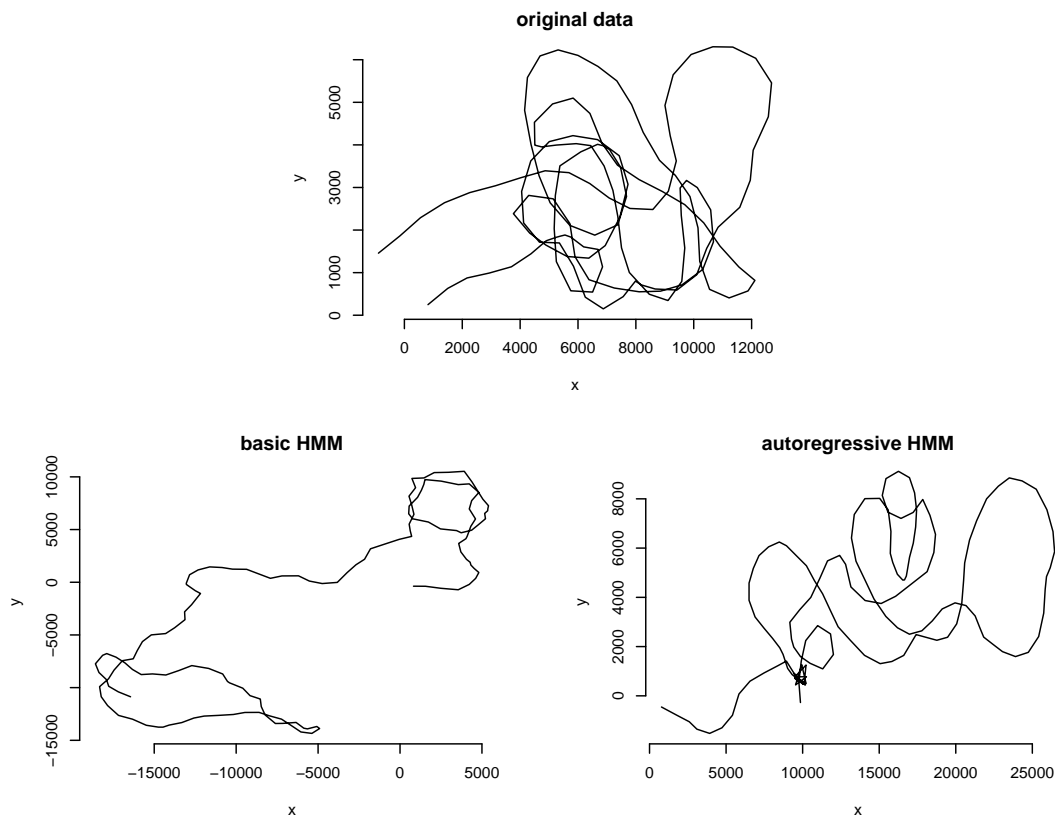 original data
5000
3000
1000
0
y
0 2000 4000 6000 8000 10000 12000
x
basic HMM
10000
5000
0
−5000
−15000
y
−15000 −10000 −5000 0 5000
x
autoregressive HMM
8000
6000
4000
2000
0
y
0 5000 10000 15000 20000 25000
x